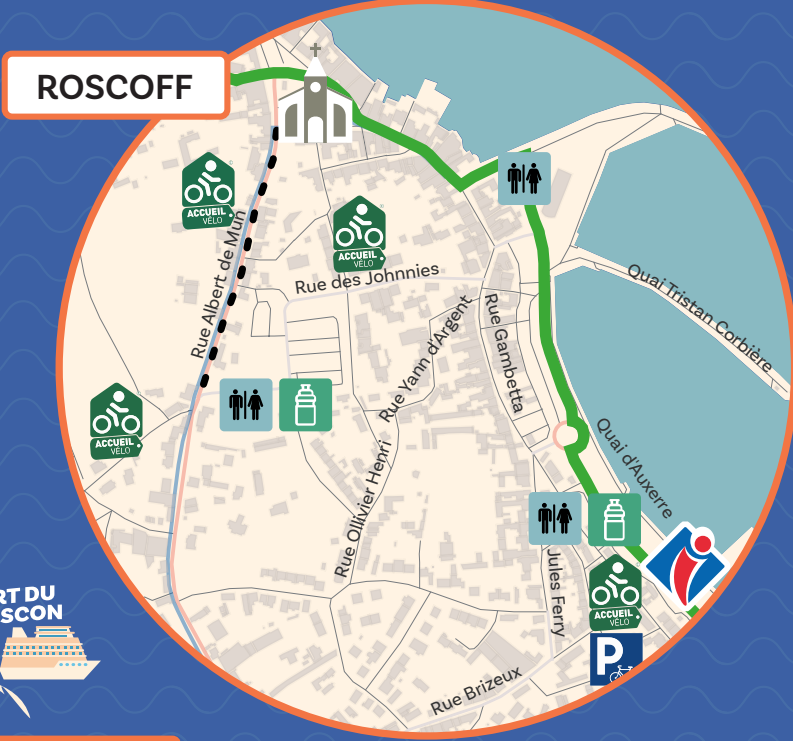 ROSCOFF
ACCUEIL
VÉLO
ACCUEIL
VÉLO
Rue Albert de Mun
Rue des Johnnies
Quai Tristan Corbière
Rue Yann d'Argent
Rue Gambetta
ACCUEIL
VÉLO
Quai d'Auxerre
Rue Ollivier Henri
Jules Ferry
ACCUEIL
VÉLO
RT DU
SCON
P
Rue Brizeux